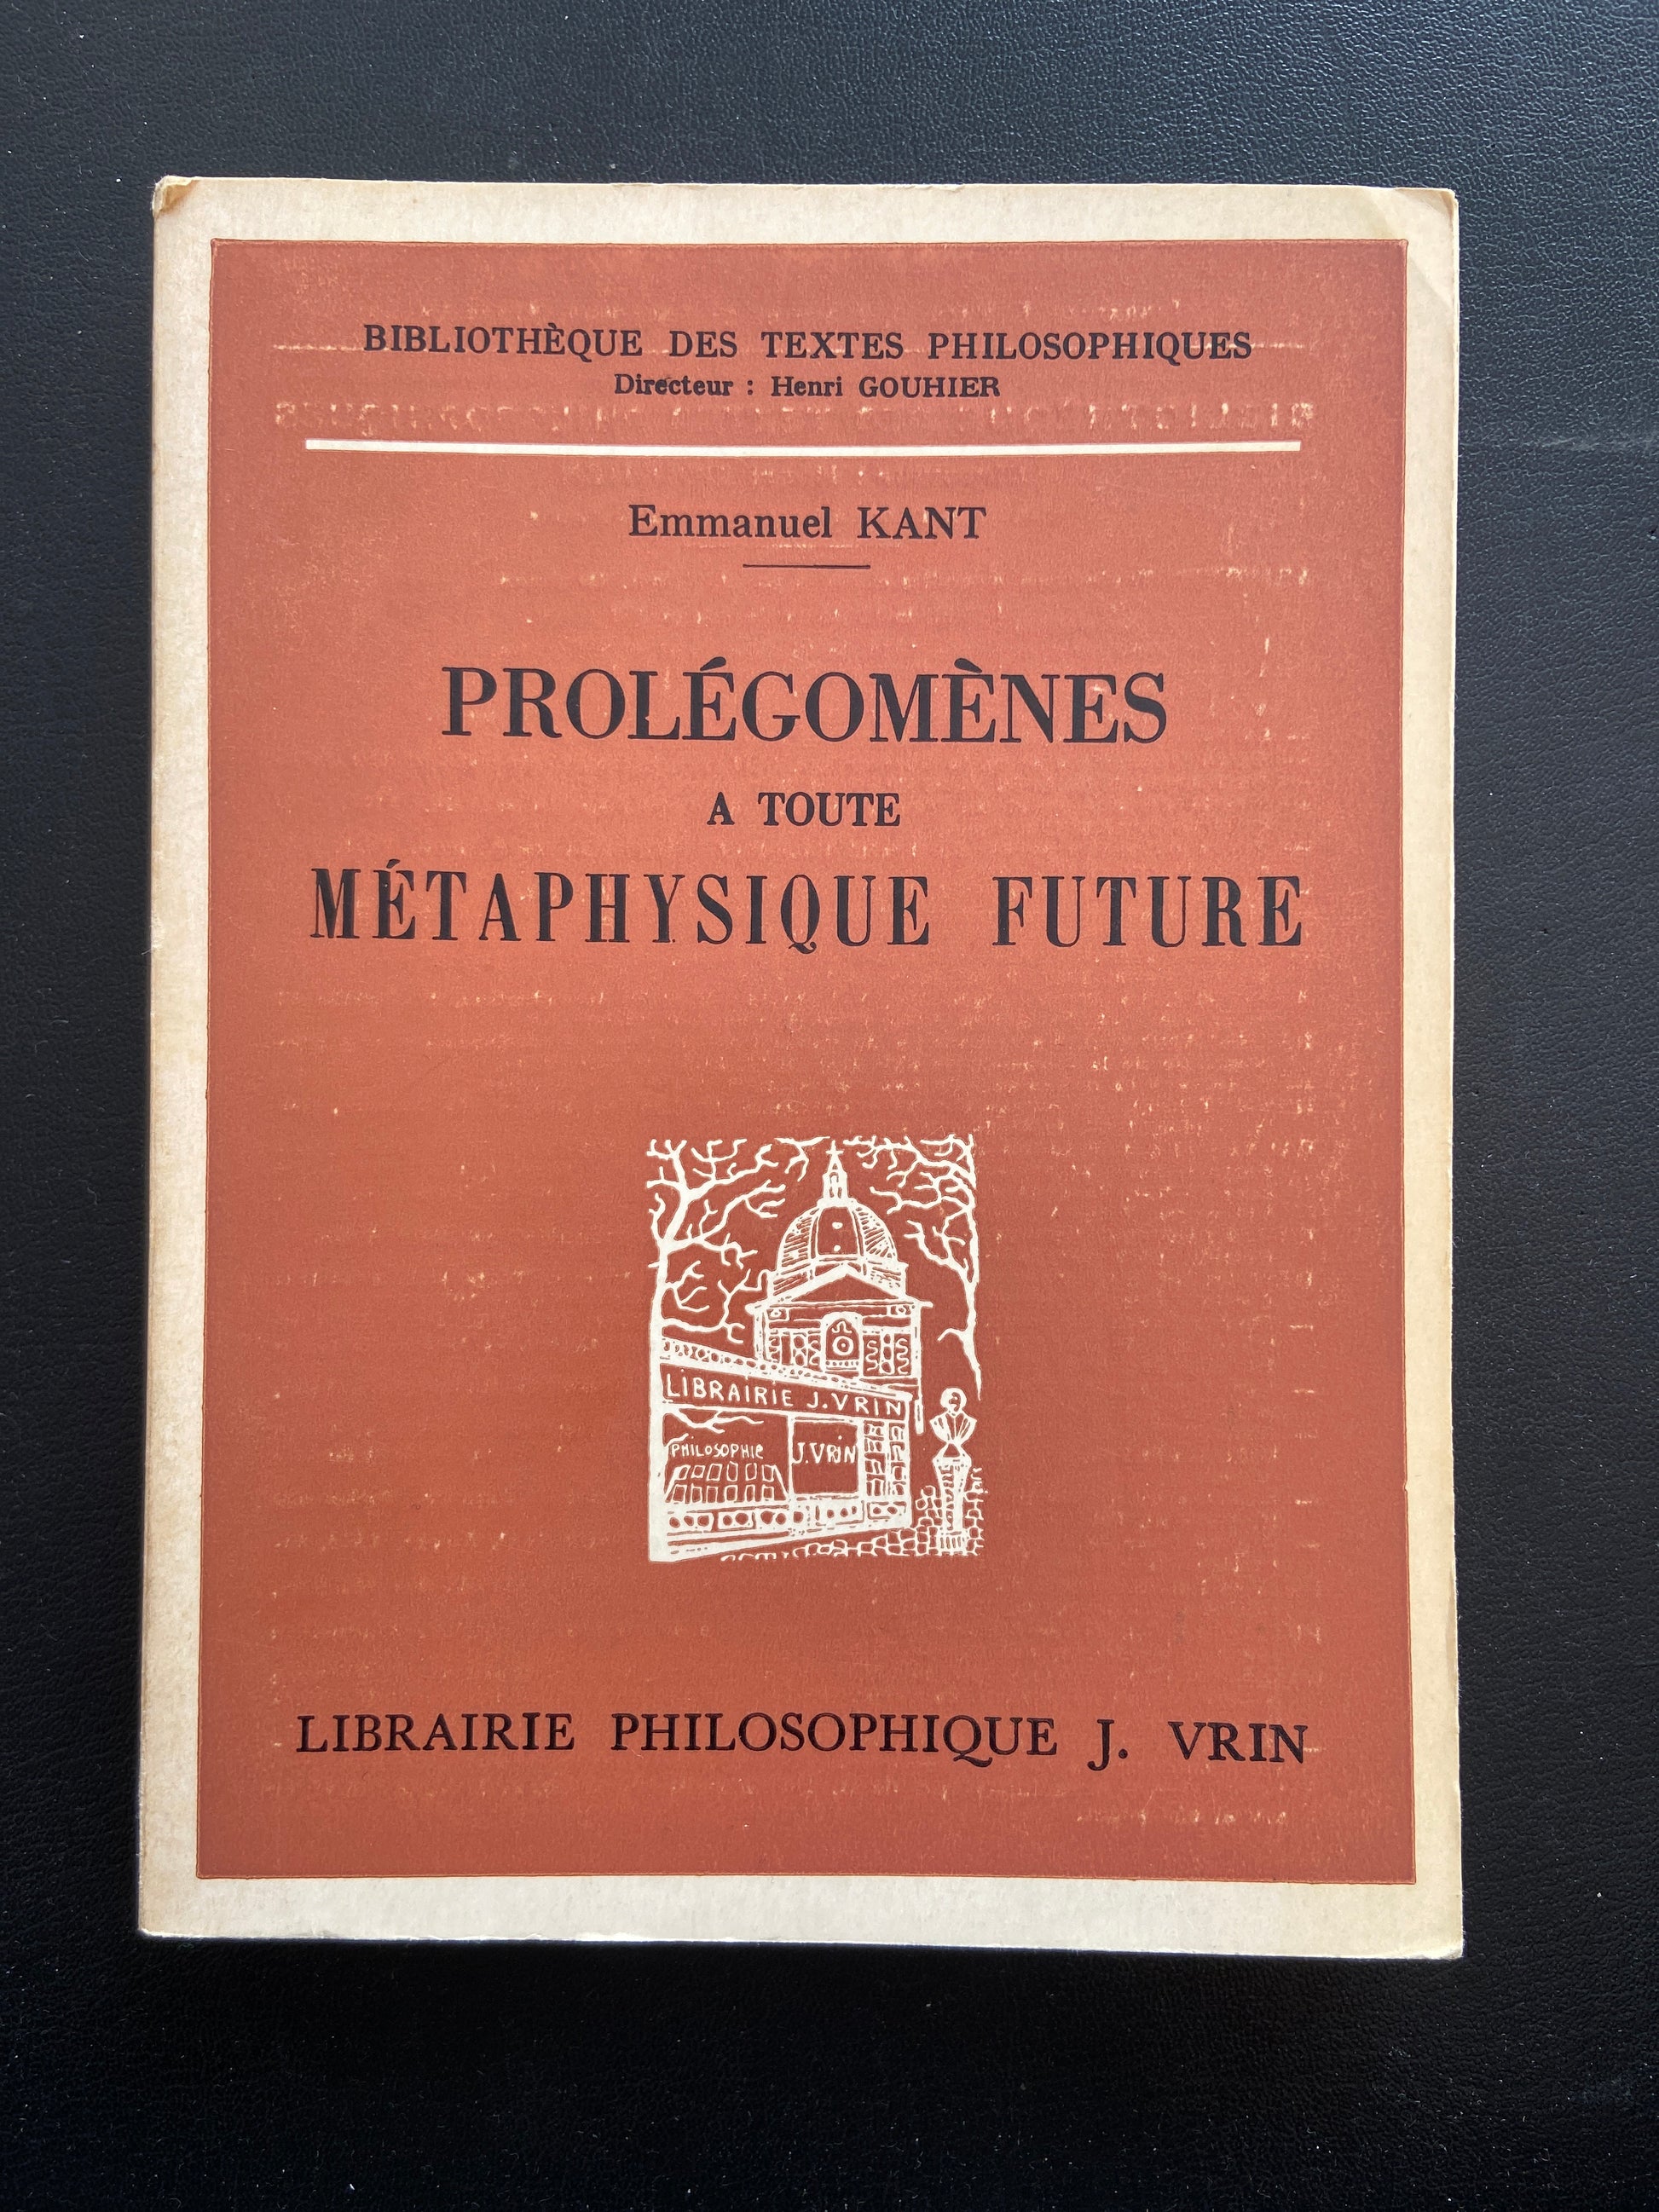 BIBLIOTHÈQUE DES TEXTES PHILOSOPHIQUES
Directeur : Henri GOUHIER
Emmanuel KANT
PROLÉGOMÈNES
A TOUTE
MÉTAPHYSIQUE FUTURE
LIBRAIRIE J. VRIN
PHILOSOPHIE
J. VRIN
LIBRAIRIE PHILOSOPHIQUE J. VRIN